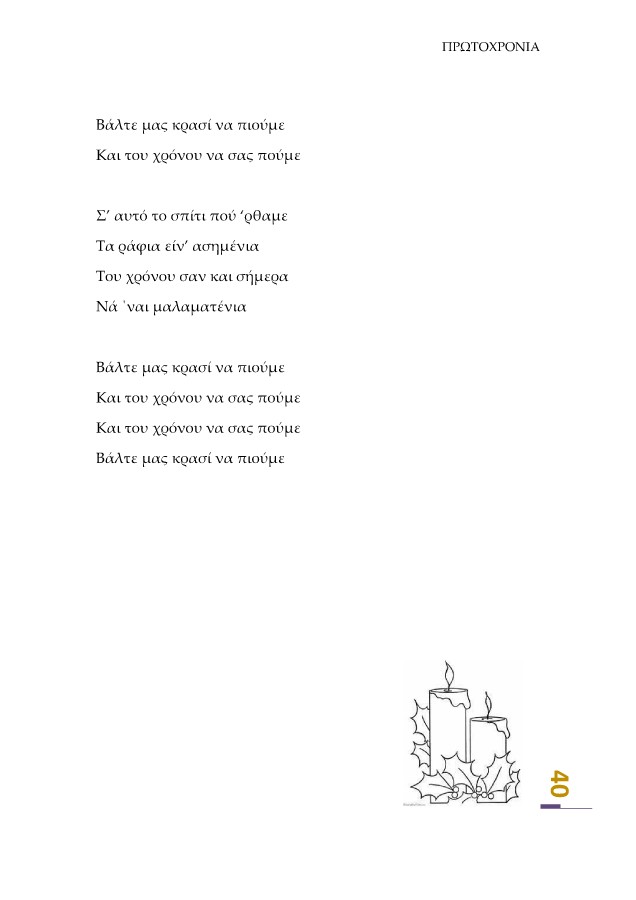 ΠΡΩΤΟΧΡΟΝΙΑ
Βάλτε μας κρασί να πιούμε
Και του χρόνου να σας πούμε
Σ’ αυτό το σπίτι πού ‘ρθαμε
Τα ράφια είν’ ασημένια
Του χρόνου σαν και σήμερα
Νά ΄ναι μαλαματένια
Βάλτε μας κρασί να πιούμε
Και του χρόνου να σας πούμε
Και του χρόνου να σας πούμε
Βάλτε μας κρασί να πιούμε
40